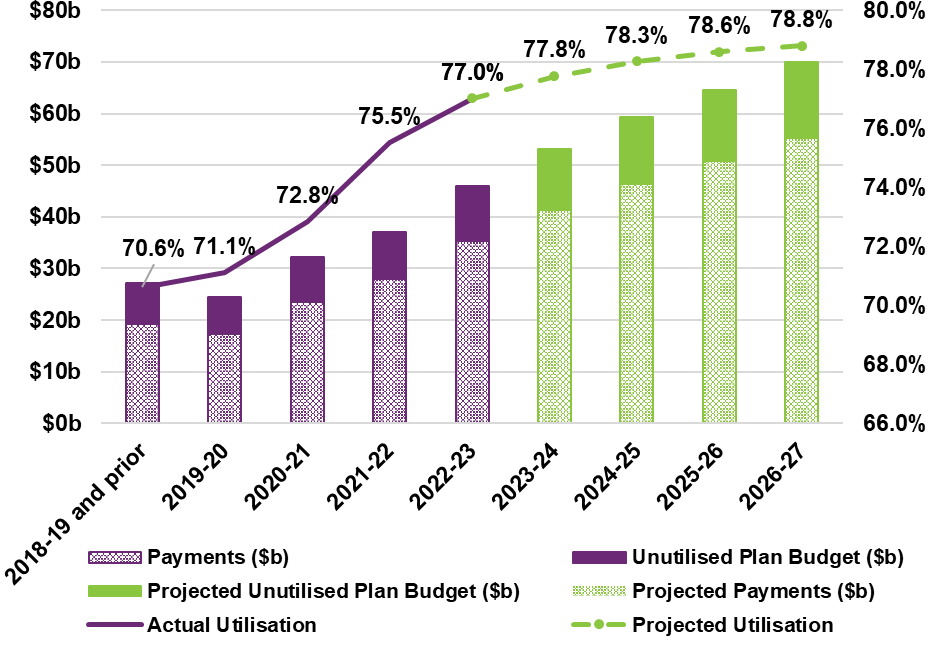 $80b
$70b
$60b
$50b
$40b
$30b
$20b
$10b
$0b
80.0%
78.0%
76.0%
74.0%
72.0%
70.0%
68.0%
66.0%
70.6%
71.1%
72.8%
75.5%
77.0%
77.8%
78.3%
78.6%
78.8%
2018-19 and prior
2019-20
2020-21
2021-22
2022-23
2023-24
2024-25
2025-26
2026-27
Payments ($b)
Unutilised Plan Budget ($b)
Projected Unutilised Plan Budget ($b)
Projected Payments ($b)
Actual Utilisation
Projected Utilisation